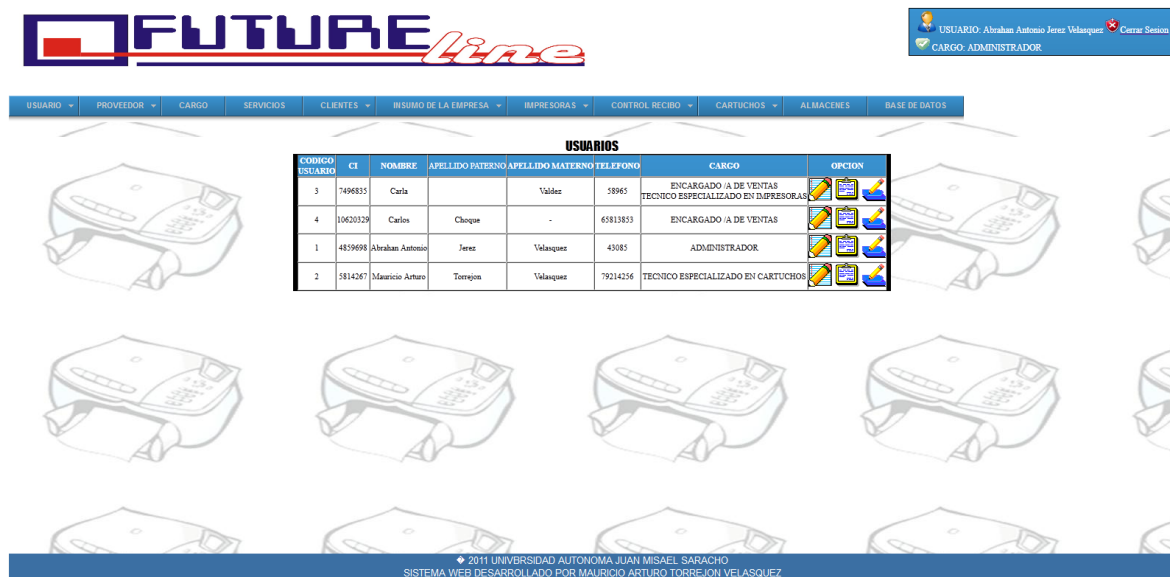 FUTURE
Line
USUARIO: Abrahan Antonio Jerez Velasquez Cerrar Sesion
CARGO: ADMINISTRADOR
USUARIO PROVEEDOR CARGO SERVICIOS CLIENTES INSUMO DE LA EMPRESA IMPRESORAS CONTROL RECIBO CARTUCHOS ALMACENES BASE DE DATOS
USUARIOS
CODIGO USUARIO CI NOMBRE APELLIDO PATERNO APELLIDO MATERNO TELEFONO CARGO OPCION
3 7496835 Carla Valdez 58965 ENCARGADO /A DE VENTAS
TECNICO ESPECIALIZADO EN IMPRESORAS
4 10620329 Carlos Choque - 65813853 ENCARGADO /A DE VENTAS
1 4859698 Abrahan Antonio Jerez Velasquez 43085 ADMINISTRADOR
2 5814267 Mauricio Arturo Torrejon Velasquez 79214256 TECNICO ESPECIALIZADO EN CARTUCHOS
� 2011 UNIVBRSIDAD AUTONOMA JUAN MISAEL SARACHO
SISTEMA WEB DESARROLLADO POR MAURICIO ARTURO TORREJON VELASQUEZ